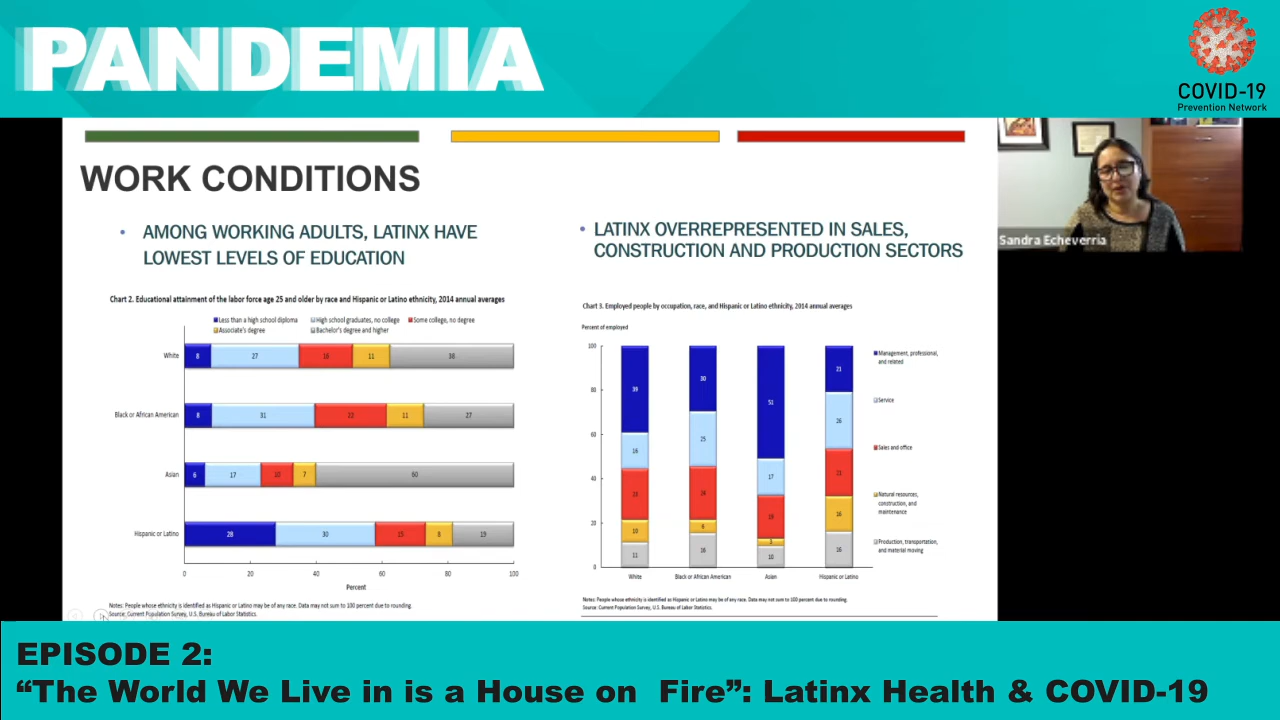 PANDEMIA
COVID-19
Prevention Network
WORK CONDITIONS
• AMONG WORKING ADULTS, LATINX HAVE
LOWEST LEVELS OF EDUCATION
Chart 2. Educational attainment of the labor force age 25 and older by race and Hispanic or Latino ethnicity, 2014 annual averages
Less than a high school diploma High school graduates, no college Some college, no degree
Associate's degree Bachelor's degree and higher
White 8 27 16 11 38
Black or African American 8 31 22 11 27
Asian 6 17 10 7 60
Hispanic or Latino 28 30 15 8 19
0 20 40 60 80 100
Percent
Notes: People whose ethnicity is identified as Hispanic or Latino may be of any race. Data may not sum to 100 percent due to rounding.
Source: Current Population Survey, U.S. Bureau of Labor Statistics.
• LATINX OVERREPRESENTED IN SALES,
CONSTRUCTION AND PRODUCTION SECTORS
Chart 3. Employed people by occupation, race, and Hispanic or Latino ethnicity, 2014 annual averages
Percent of employed
100
80
60
40
20
0
39 30 51 21
16 25 17 26
24 21
10 6 3 16
11 16 10 16
White Black or African American Asian Hispanic or Latino
Management, professional,
and related
Service
Sales and office
Natural resources,
construction, and
maintenance
Production, transportation,
and material moving
Notes: People whose ethnicity is identified as Hispanic or Latino may be of any race. Data may not sum to 100 percent due to rounding.
Source: Current Population Survey, U.S. Bureau of Labor Statistics.
Sandra Echeverria
EPISODE 2:
“The World We Live in is a House on Fire”: Latinx Health & COVID-19